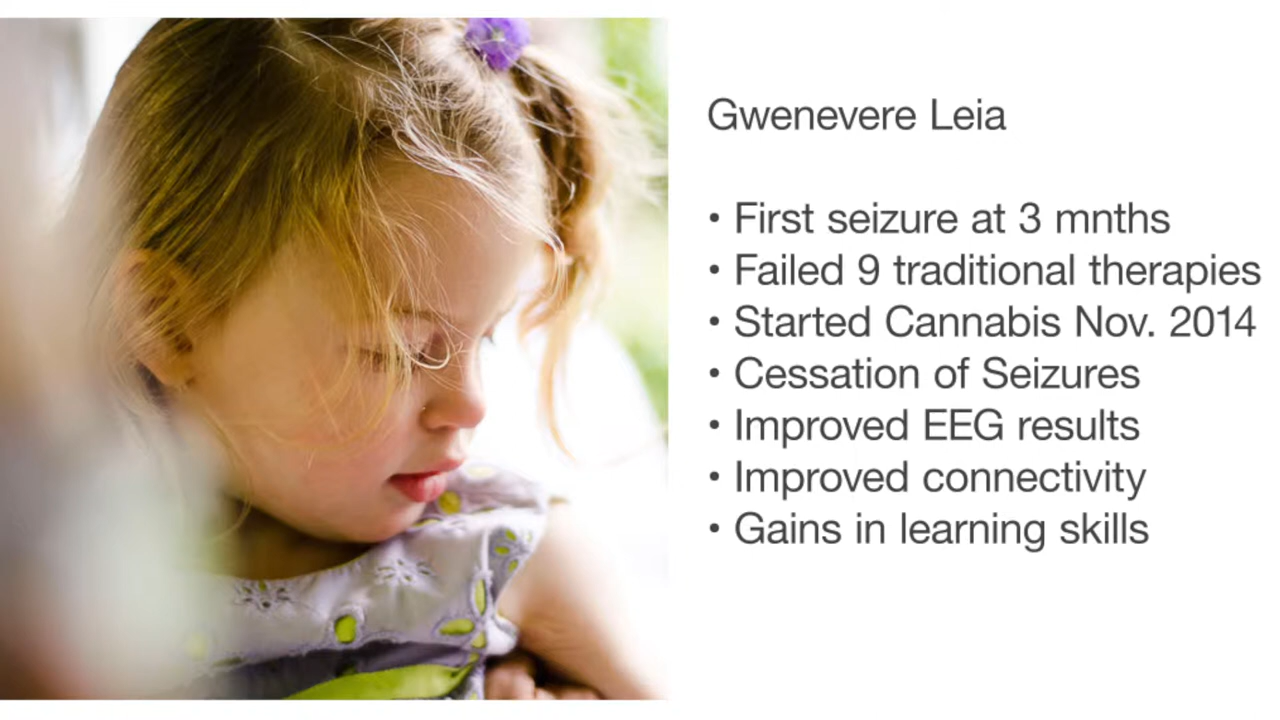 Gwenevere Leia
• First seizure at 3 mnths
• Failed 9 traditional therapies
• Started Cannabis Nov. 2014
• Cessation of Seizures
• Improved EEG results
• Improved connectivity
• Gains in learning skills